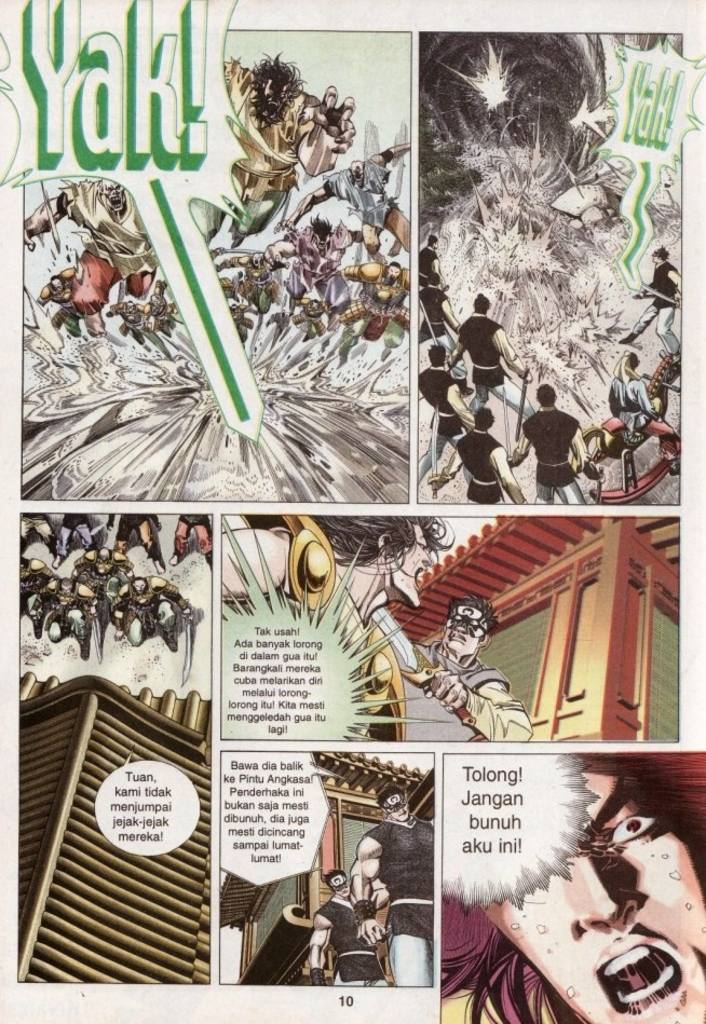 Yak!
Yak!
Tuan,
kami tidak
menjumpai
jejak-jejak
mereka!
Tak usah!
Ada banyak lorong
di dalam gua itu!
Barangkali mereka
cuba melarikan diri
melalui lorong-
lorong itu! Kita mesti
menggeledah gua itu
lagi!
Bawa dia balik
ke Pintu Angkasa!
Penderhaka ini
bukan saja mesti
dibunuh, dia juga
mesti dicincang
sampai lumat-
lumat!
Tolong!
Jangan
bunuh
aku ini!
10